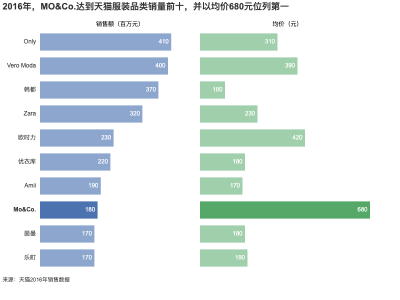 2016年，MO&Co.达到天猫服装品类销量前十，并以均价680元位列第一
销售额（百万元） 均价（元）
Only 410 310
Vero Moda 400 390
韩都 370 100
Zara 320 230
欧时力 230 420
优衣库 220 180
Amii 190 170
Mo&Co. 180 680
茵曼 170 180
乐町 170 190
来源：天猫2016年销售数据